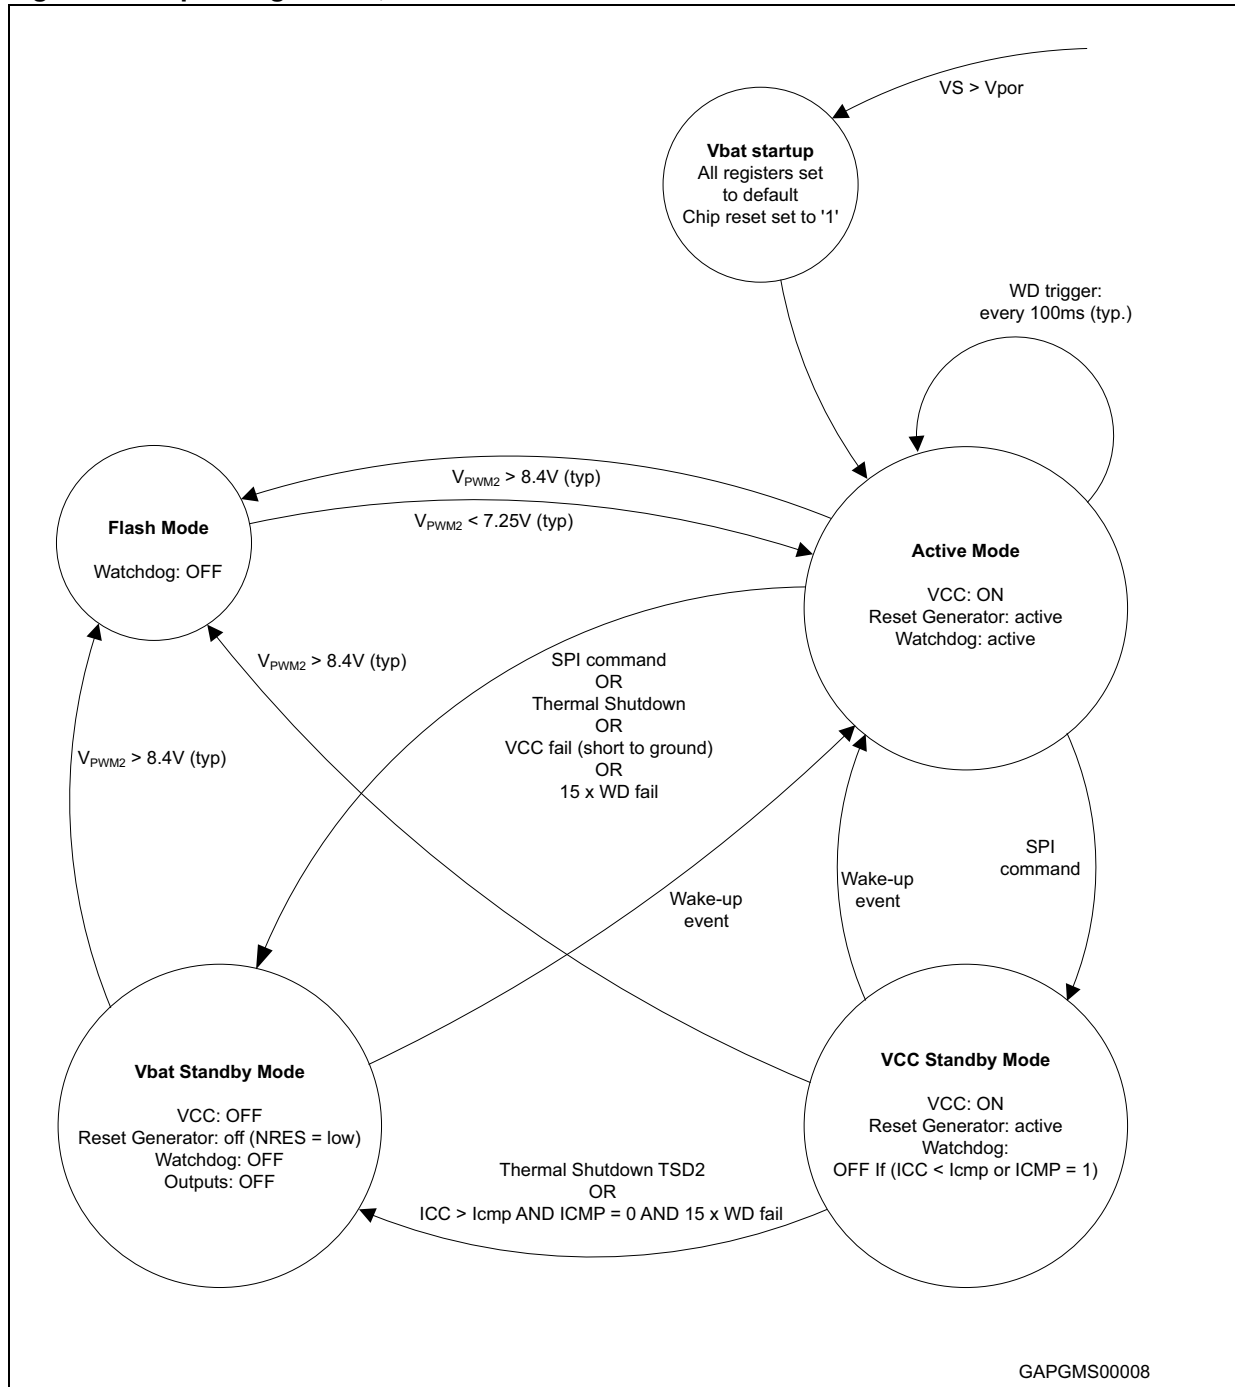 VS > Vpor
Vbat startup
All registers set
to default
Chip reset set to '1'
WD trigger:
every 100ms (typ.)
VPWM2 > 8.4V (typ)
VPWM2 < 7.25V (typ)
Flash Mode
Watchdog: OFF
Active Mode
VCC: ON
Reset Generator: active
Watchdog: active
VPWM2 > 8.4V (typ)
SPI command
OR
Thermal Shutdown
OR
VCC fail (short to ground)
OR
15 x WD fail
VPWM2 > 8.4V (typ)
SPI
command
Wake-up
event
Wake-up
event
Vbat Standby Mode
VCC: OFF
Reset Generator: off (NRES = low)
Watchdog: OFF
Outputs: OFF
VCC Standby Mode
VCC: ON
Reset Generator: active
Watchdog:
OFF If (ICC < Icmp or ICMP = 1)
Thermal Shutdown TSD2
OR
ICC > Icmp AND ICMP = 0 AND 15 x WD fail
GAPGMS00008